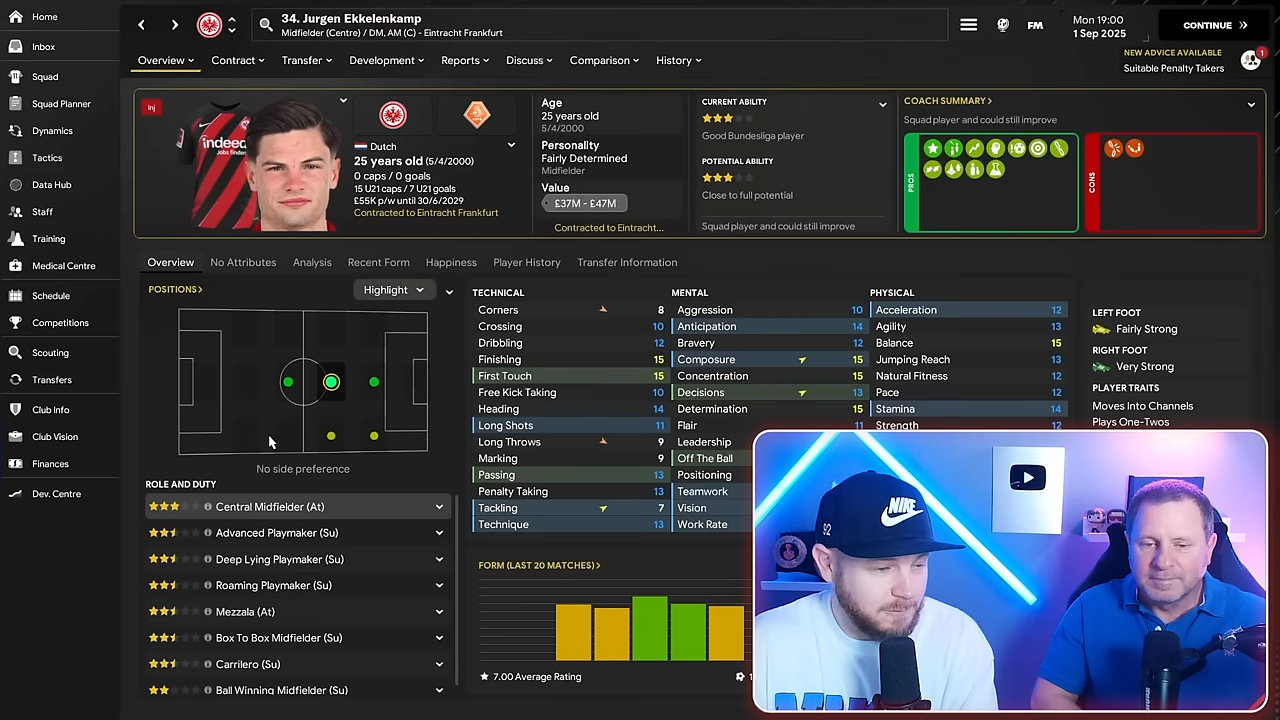 Home
Inbox
Squad
Squad Planner
Dynamics
Tactics
Data Hub
Staff
Training
Medical Centre
Schedule
Competitions
Scouting
Transfers
Club Info
Club Vision
Finances
Dev. Centre
34. Jurgen Ekkelenkamp
Midfielder (Centre) / DM, AM (C) - Eintracht Frankfurt
FM
Mon 19:00
1 Sep 2025
CONTINUE
Overview
Contract
Transfer
Development
Reports
Discuss
Comparison
History
NEW ADVICE AVAILABLE
Suitable Penalty Takers
1
Inj
indeed
Dutch
25 years old (5/4/2000)
0 caps / 0 goals
15 U21 caps / 7 U21 goals
£55K p/w until 30/6/2029
Contracted to Eintracht Frankfurt
Age
25 years old
5/4/2000
Personality
Fairly Determined
Midfielder
Value
£37M - £47M
Contracted to Eintracht...
CURRENT ABILITY
Good Bundesliga player
POTENTIAL ABILITY
Close to full potential
Squad player and could still improve
COACH SUMMARY >
Squad player and could still improve
PROS
CONS
Overview
No Attributes
Analysis
Recent Form
Happiness
Player History
Transfer Information
POSITIONS >
Highlight
No side preference
ROLE AND DUTY
Central Midfielder (At)
Advanced Playmaker (Su)
Deep Lying Playmaker (Su)
Roaming Playmaker (Su)
Mezzala (At)
Box To Box Midfielder (Su)
Carrilero (Su)
Ball Winning Midfielder (Su)
TECHNICAL
Corners 8
Crossing 10
Dribbling 12
Finishing 15
First Touch 15
Free Kick Taking 10
Heading 14
Long Shots 11
Long Throws 9
Marking 9
Passing 13
Penalty Taking 13
Tackling 7
Technique 13
MENTAL
Aggression 10
Anticipation 14
Bravery 12
Composure 15
Concentration 15
Decisions 13
Determination 15
Flair 11
Leadership
Off The Ball
Positioning
Teamwork
Vision
Work Rate
PHYSICAL
Acceleration 12
Agility 13
Balance 15
Jumping Reach 13
Natural Fitness 12
Pace 12
Stamina 14
Strength 12
LEFT FOOT
Fairly Strong
RIGHT FOOT
Very Strong
PLAYER TRAITS
Moves Into Channels
Plays One-Twos
FORM (LAST 20 MATCHES) >
7.00 Average Rating
1
NIKE
92